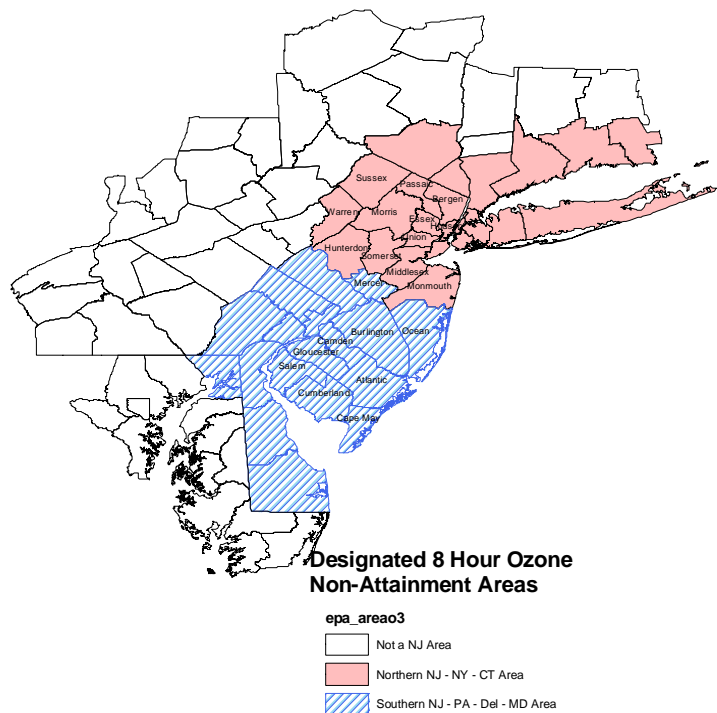 Sussex
Passaic
Bergen
Warren
Morris
Essex
Hudson
Union
Hunterdon
Somerset
Middlesex
Mercer
Monmouth
Burlington
Ocean
Camden
Gloucester
Salem
Atlantic
Cumberland
Cape May
Designated 8 Hour Ozone
Non-Attainment Areas
epa_areao3
Not a NJ Area
Northern NJ - NY - CT Area
Southern NJ - PA - Del - MD Area